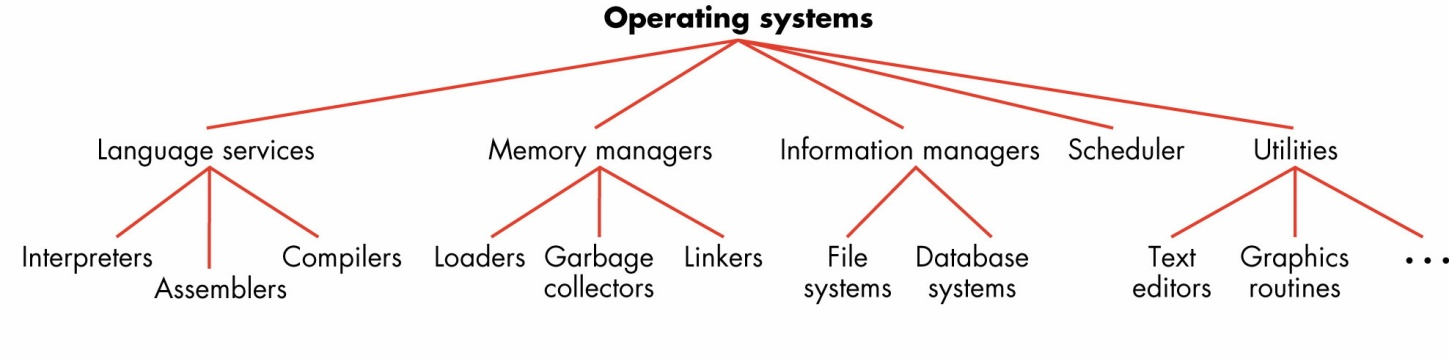 Operating systems
Language services
Memory managers
Information managers
Scheduler
Utilities
Interpreters
Assemblers
Compilers
Loaders
Garbage
collectors
Linkers
File
systems
Database
systems
Text
editors
Graphics
routines
...